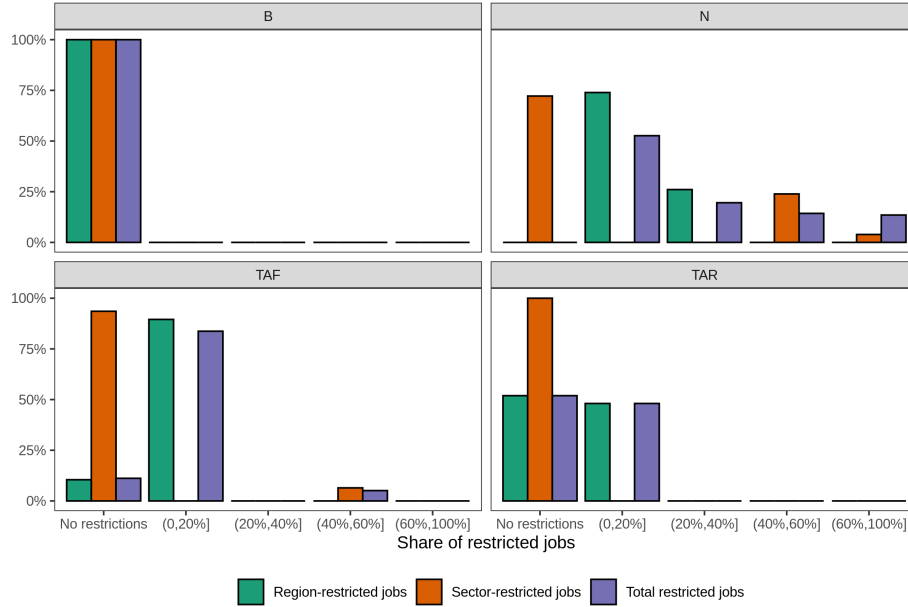 B N
100%
75%
50%
25%
0%
TAF TAR
100%
75%
50%
25%
0%
No restrictions (0,20%] (20%,40%] (40%,60%] (60%,100%] No restrictions (0,20%] (20%,40%] (40%,60%] (60%,100%]
Share of restricted jobs
Region-restricted jobs Sector-restricted jobs Total restricted jobs